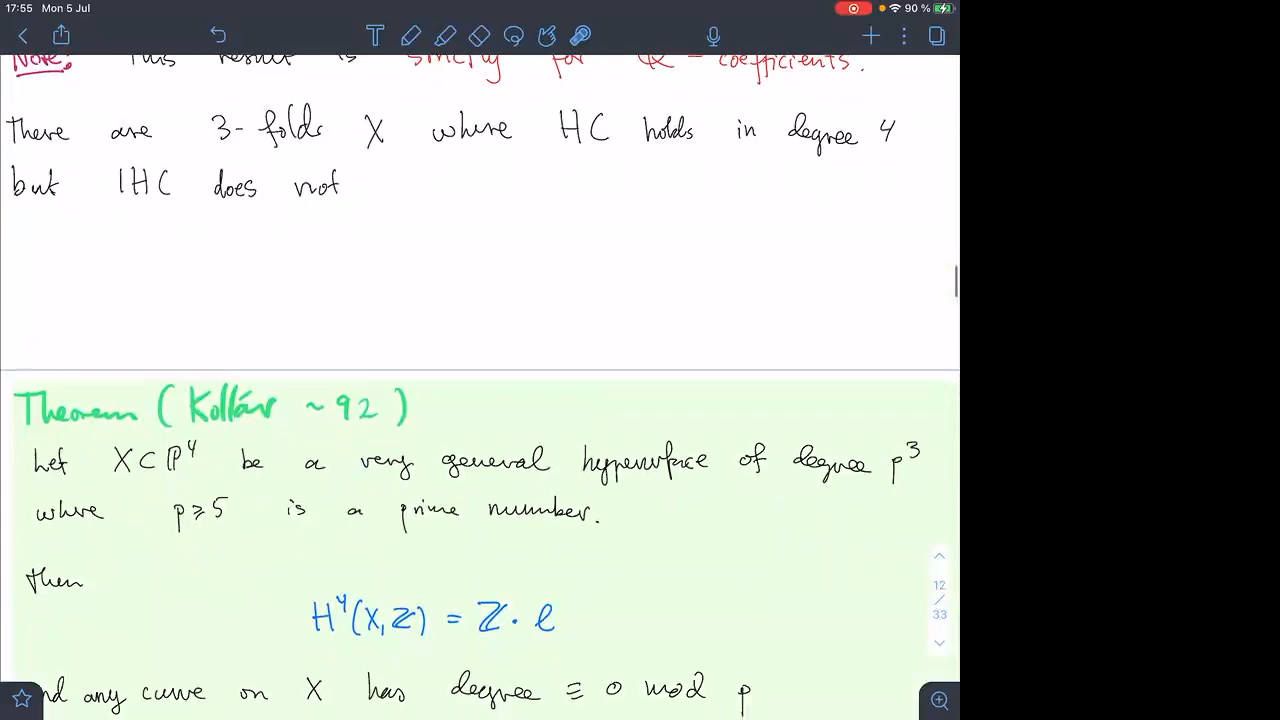 17:55 Mon 5 Jul
90 %
Note: This result is strictly for Q - coefficients.
There are 3-folds X where HC holds in degree 4
but IHC does not
Theorem (Kollár ~92)
Let X⊂ℙ⁴ be a very general hypersurface of degree p³
where p≥5 is a prime number.
then
H⁴(X,ℤ) = ℤ·ℓ
12
/
33
and any curve on X has degree ≡ 0 mod p